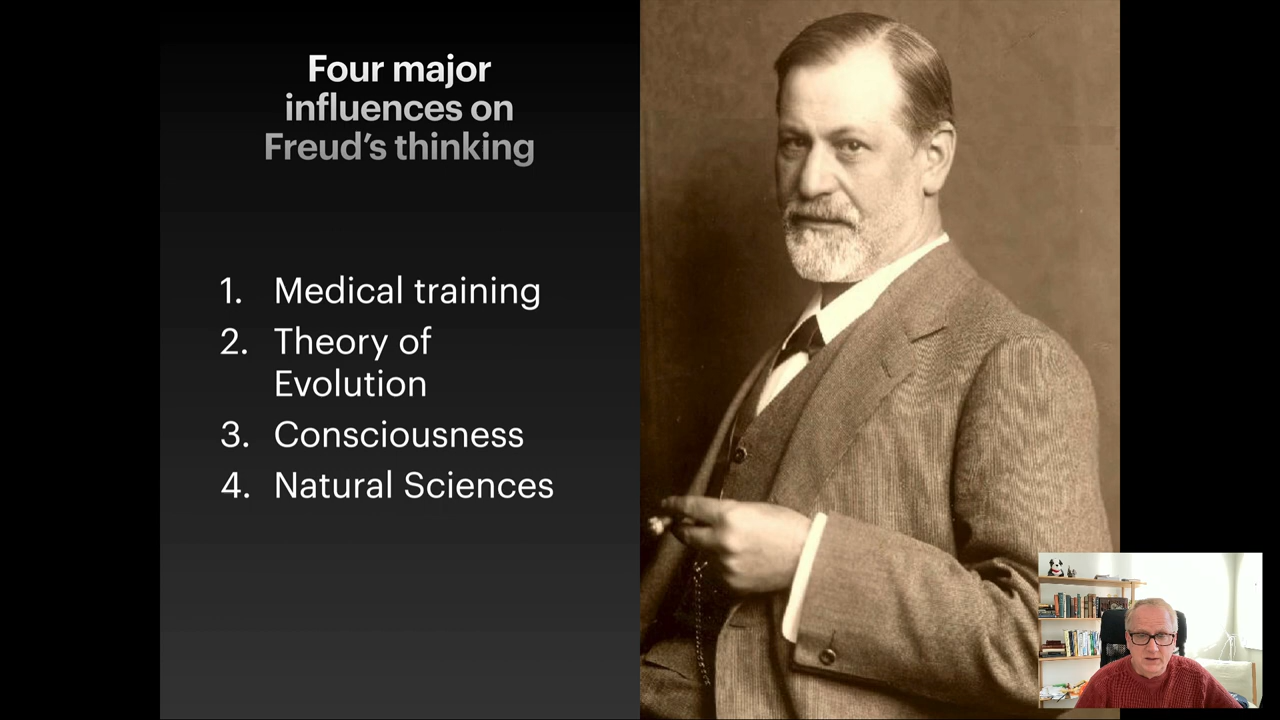 Four major
influences on
Freud’s thinking
1. Medical training
2. Theory of
Evolution
3. Consciousness
4. Natural Sciences